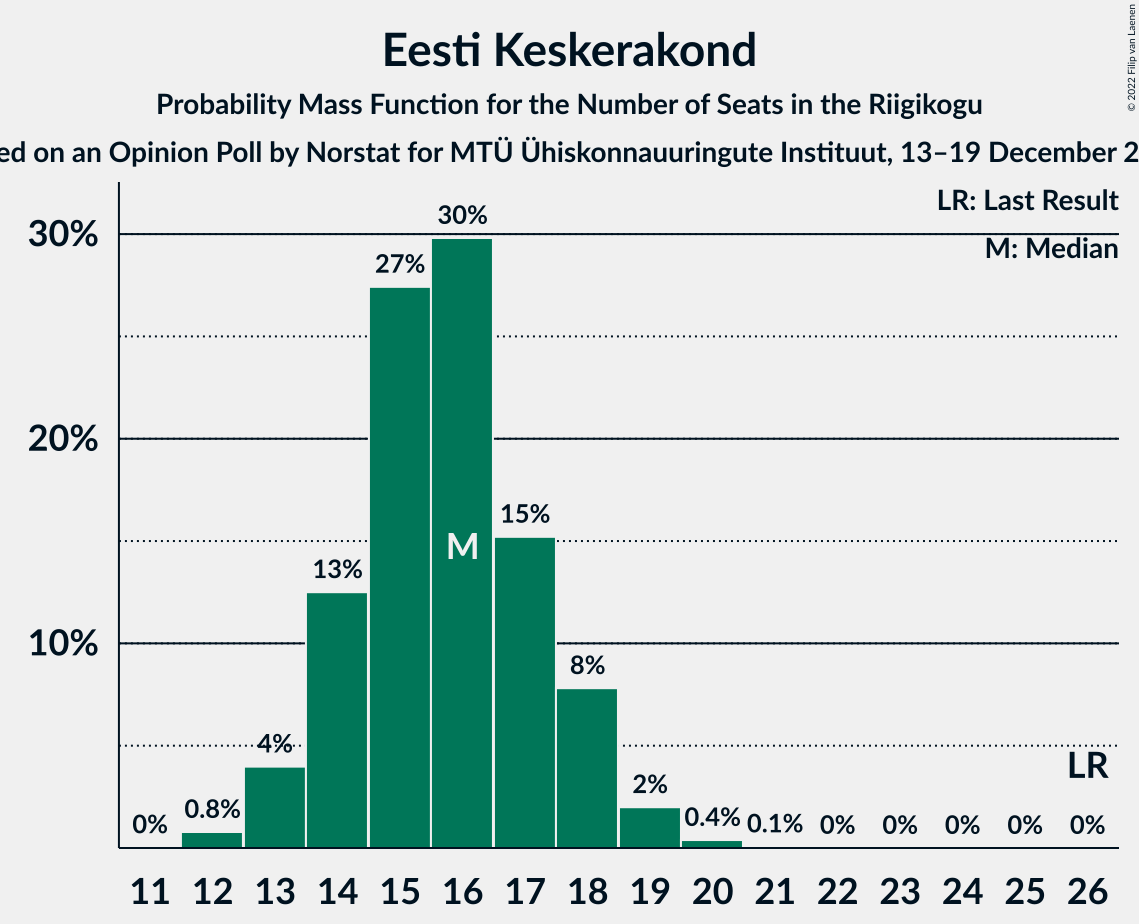 Eesti Keskerakond
Probability Mass Function for the Number of Seats in the Riigikogu
ed on an Opinion Poll by Norstat for MTÜ Ühiskonnauuringute Instituut, 13–19 December 2
© 2022 Filip van Laenen
LR: Last Result
M: Median
30%
20%
10%
0%
0.8%
4%
13%
27%
30%
15%
8%
2%
0.4%
0.1%
0%
0%
0%
0%
0%
M
LR
11 12 13 14 15 16 17 18 19 20 21 22 23 24 25 26